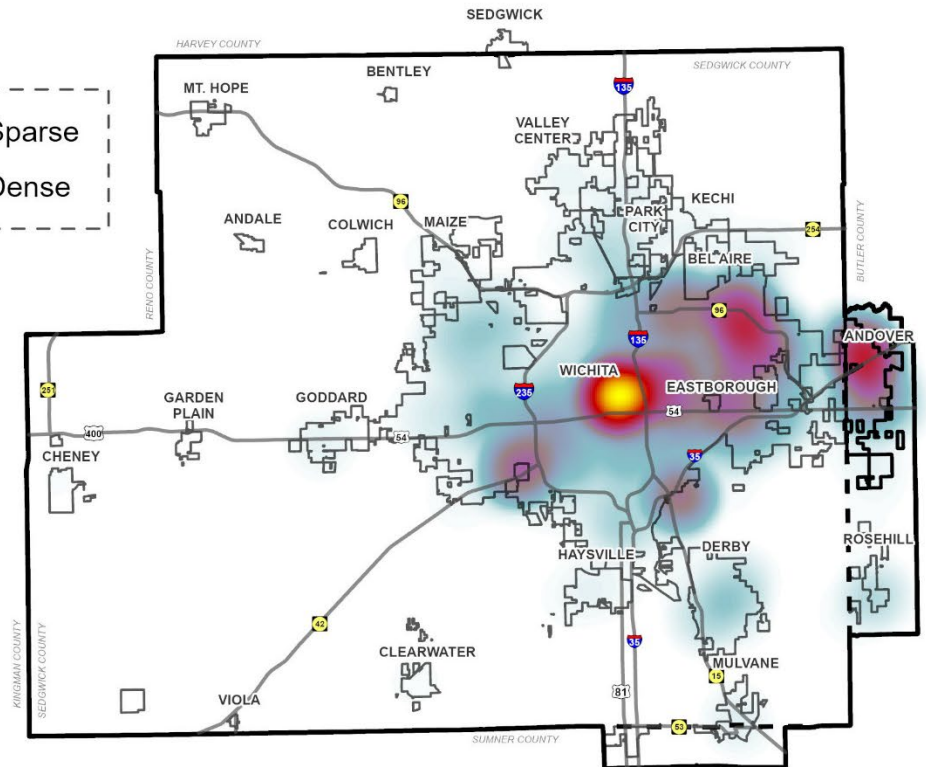 SEDGWICK
HARVEY COUNTY
SEDGWICK COUNTY
BENTLEY
MT. HOPE
135
Sparse
Dense
VALLEY
CENTER
96
KECHI
ANDALE
COLWICH
MAIZE
PARK
CITY
254
BEL AIRE
RENO COUNTY
BUTLER COUNTY
96
135
ANDOVER
WICHITA
EASTBOROUGH
251
235
GARDEN
PLAIN
GODDARD
54
400
54
CHENEY
35
HAYSVILLE
DERBY
ROSEHILL
42
35
KINGMAN COUNTY
SEDGWICK COUNTY
CLEARWATER
MULVANE
15
81
VIOLA
53
SUMNER COUNTY